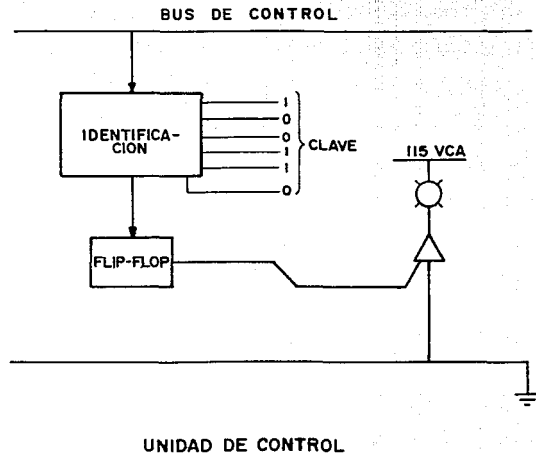 BUS DE CONTROL
IDENTIFICA-
CION
1
0
0
1
1
0
CLAVE
115 VCA
FLIP-FLOP
UNIDAD DE CONTROL